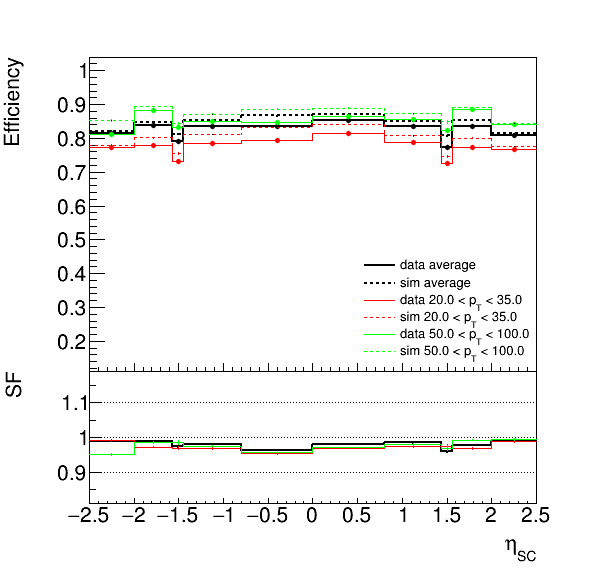 Efficiency
1
0.9
0.8
0.7
0.6
0.5
0.4
0.3
0.2
data average
sim average
data 20.0 < p_T < 35.0
sim 20.0 < p_T < 35.0
data 50.0 < p_T < 100.0
sim 50.0 < p_T < 100.0
SF
1.1
1
0.9
−2.5 −2 −1.5 −1 −0.5 0 0.5 1 1.5 2 2.5
η_SC